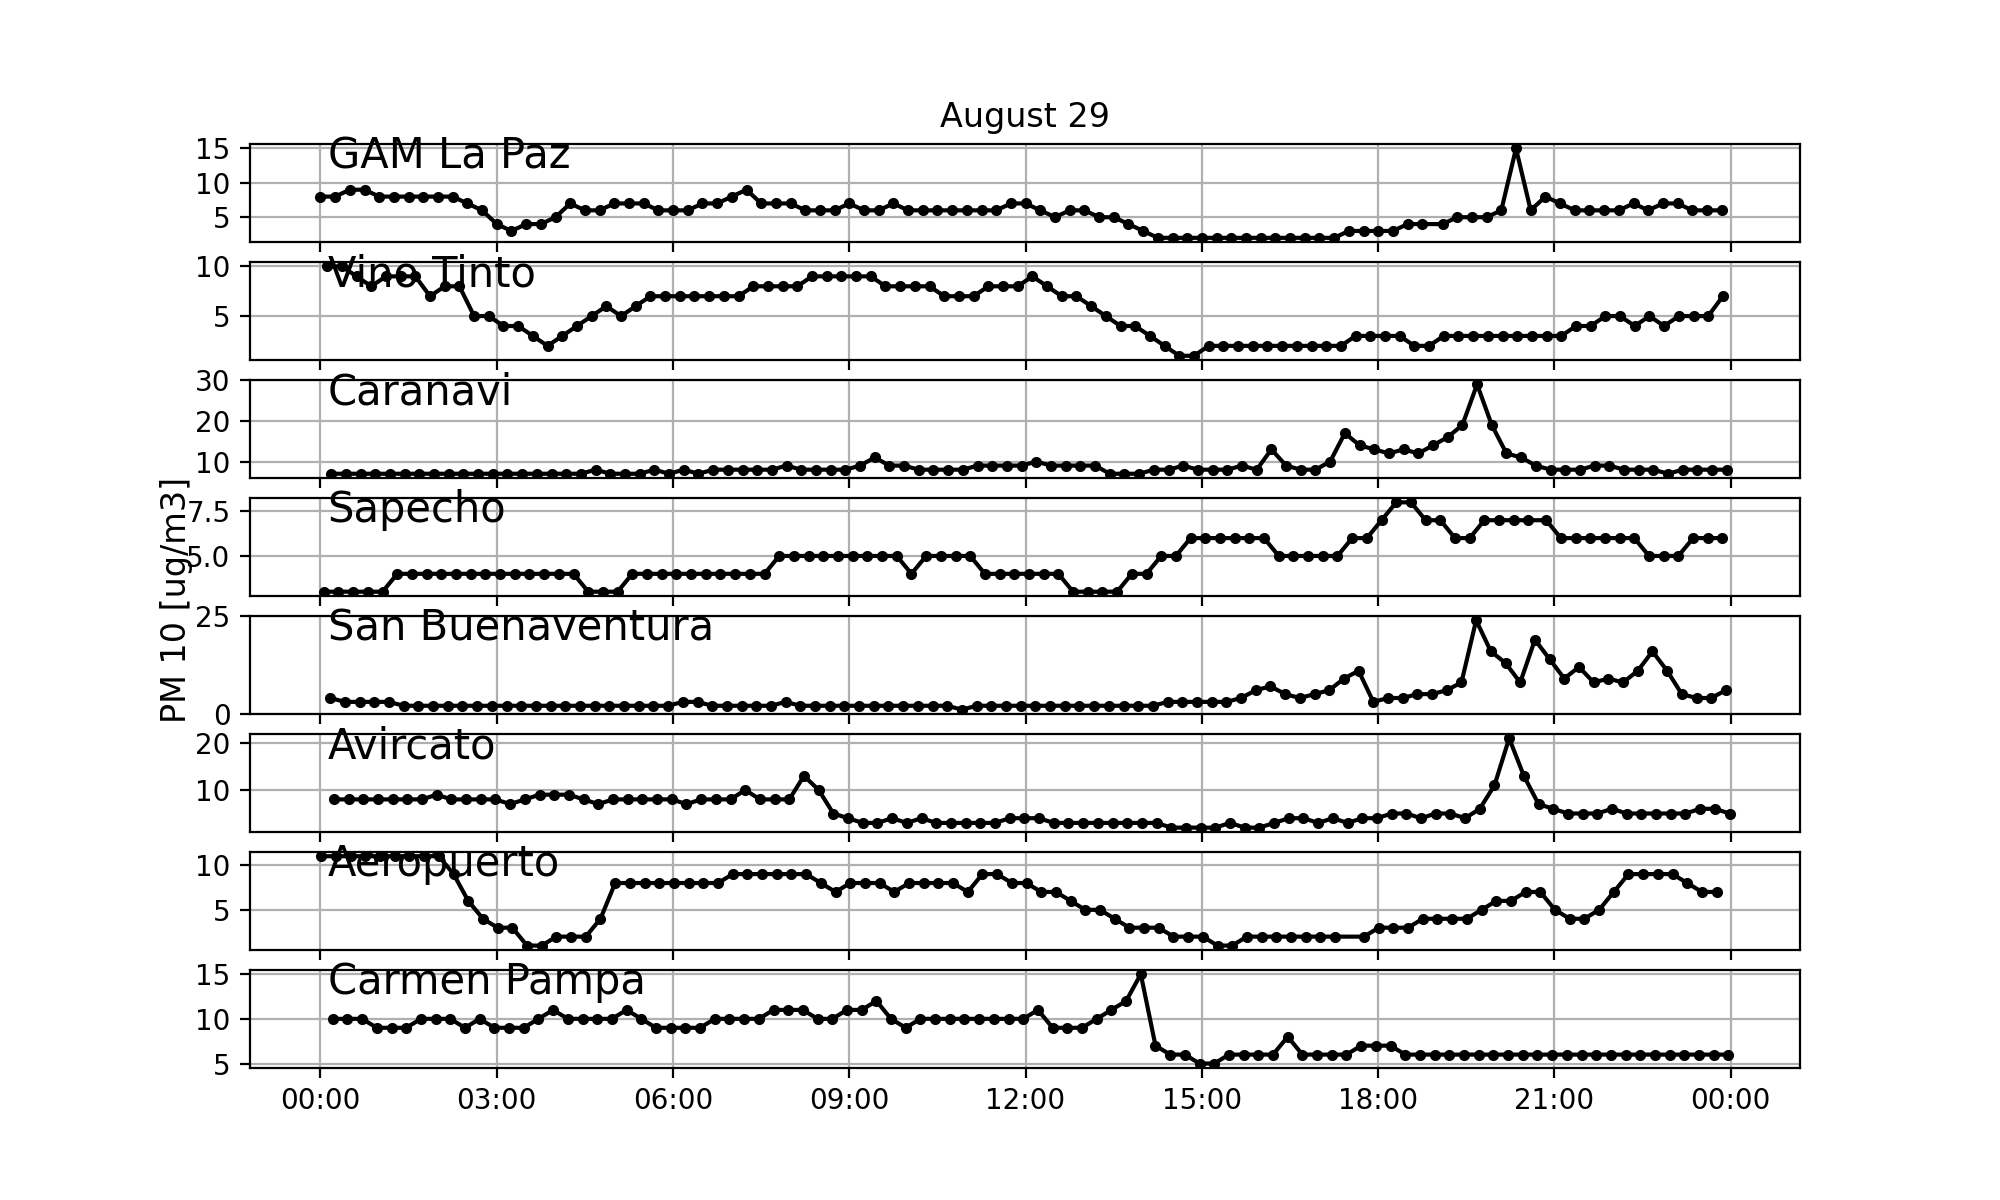 August 29
15
GAM La Paz
10
5
10
Vino Tinto
5
30
Caranavi
20
10
PM 10 [ug/m3]
7.5
Sapecho
5.0
25
San Buenaventura
0
20
Avircato
10
10
Aeropuerto
5
15
Carmen Pampa
10
5
00:00 03:00 06:00 09:00 12:00 15:00 18:00 21:00 00:00